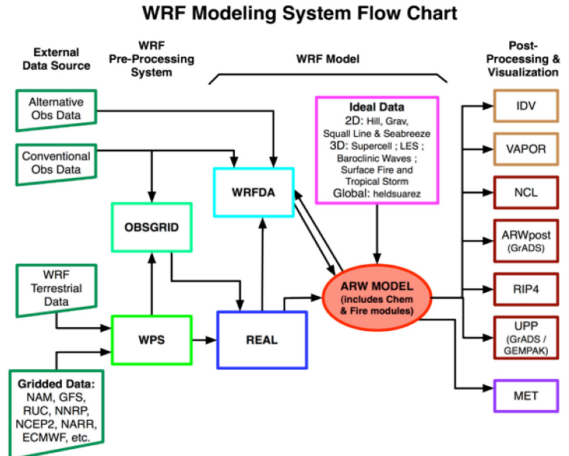 WRF Modeling System Flow Chart
External
Data Source
WRF
Pre-Processing
System
WRF Model
Post-
Processing &
Visualization
Alternative
Obs Data
Conventional
Obs Data
WRF
Terrestrial
Data
Gridded Data:
NAM, GFS,
RUC, NNRP,
NCEP2, NARR,
ECMWF, etc.
OBSGRID
WPS
WRFDA
REAL
Ideal Data
2D: Hill, Grav,
Squall Line & Seabreeze
3D: Supercell ; LES ;
Baroclinic Waves ;
Surface Fire and
Tropical Storm
Global: heldsuarez
ARW MODEL
(includes Chem
& Fire modules)
IDV
VAPOR
NCL
ARWpost
(GrADS)
RIP4
UPP
(GrADS /
GEMPAK)
MET